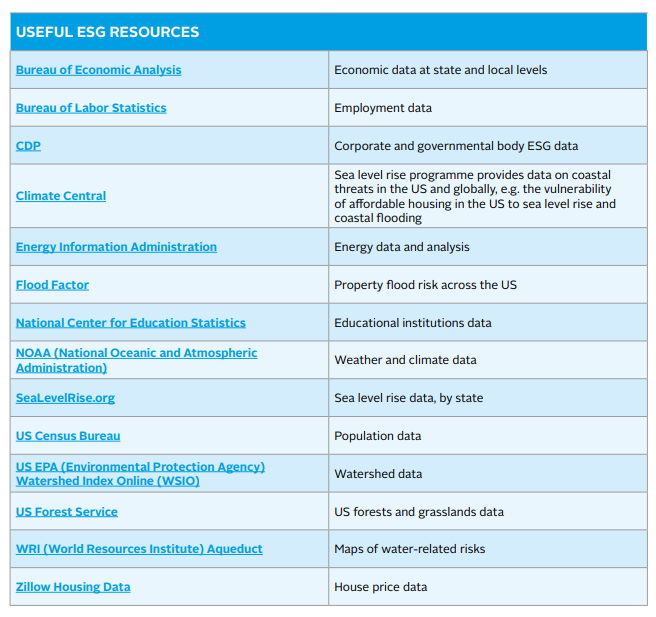 USEFUL ESG RESOURCES
Bureau of Economic Analysis
Economic data at state and local levels
Bureau of Labor Statistics
Employment data
CDP
Corporate and governmental body ESG data
Climate Central
Sea level rise programme provides data on coastal
threats in the US and globally, e.g. the vulnerability
of affordable housing in the US to sea level rise and
coastal flooding
Energy Information Administration
Energy data and analysis
Flood Factor
Property flood risk across the US
National Center for Education Statistics
Educational institutions data
NOAA (National Oceanic and Atmospheric
Administration)
Weather and climate data
SeaLevelRise.org
Sea level rise data, by state
US Census Bureau
Population data
US EPA (Environmental Protection Agency)
Watershed Index Online (WSIO)
Watershed data
US Forest Service
US forests and grasslands data
WRI (World Resources Institute) Aqueduct
Maps of water-related risks
Zillow Housing Data
House price data